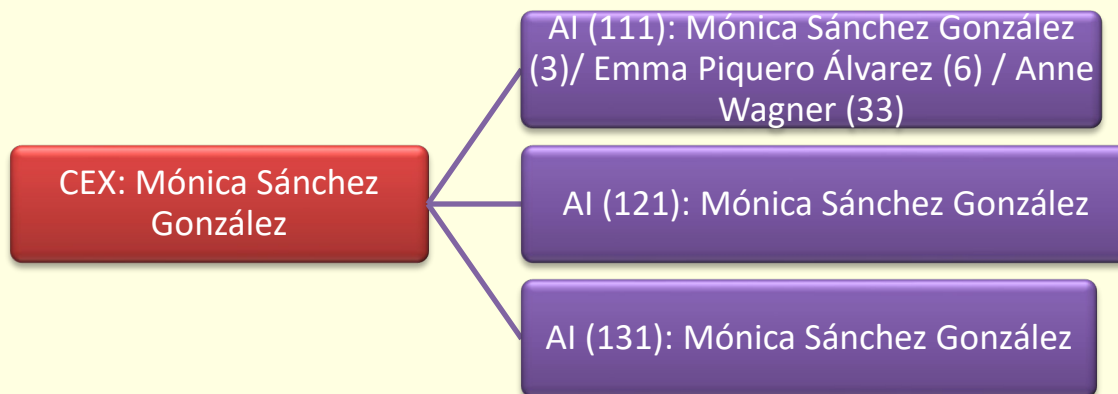 CEX: Mónica Sánchez
González
AI (111): Mónica Sánchez González
(3)/ Emma Piquero Álvarez (6) / Anne
Wagner (33)
AI (121): Mónica Sánchez González
AI (131): Mónica Sánchez González